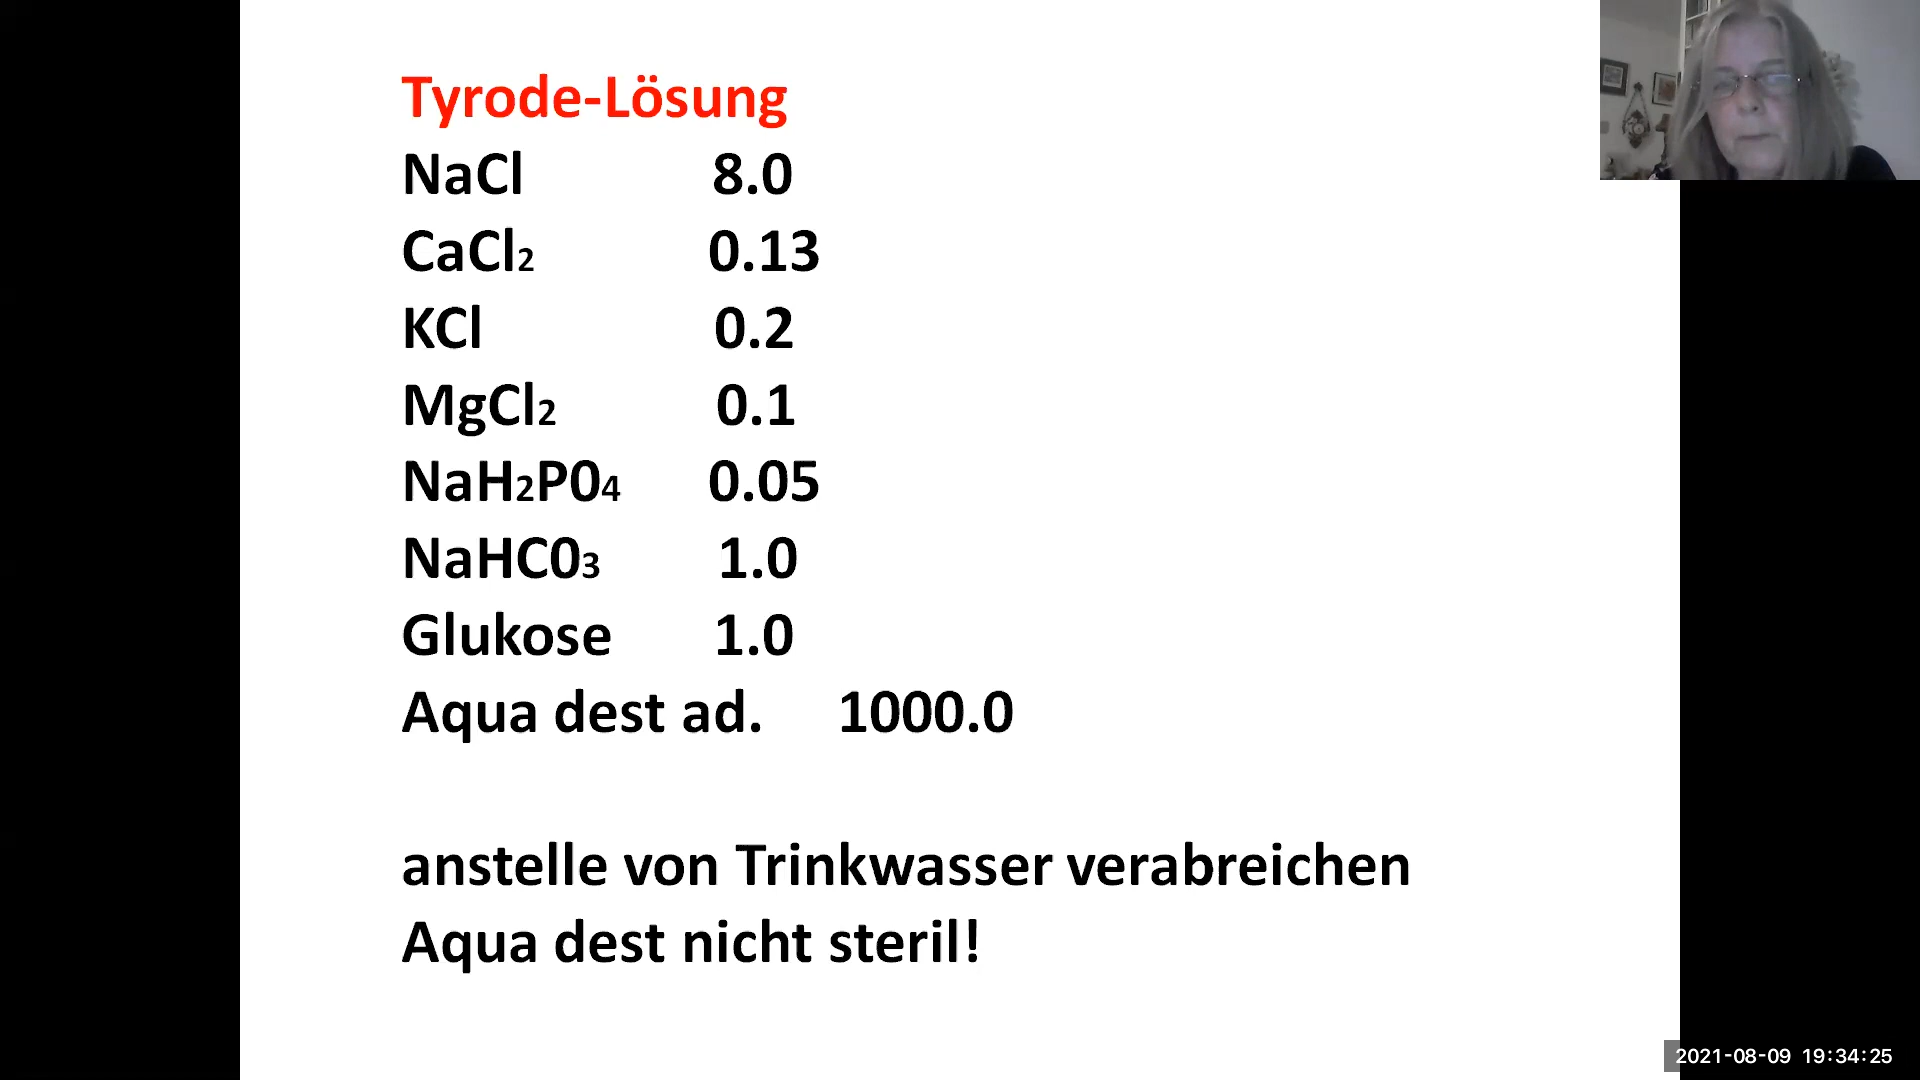 Tyrode-Lösung
NaCl 8.0
CaCl2 0.13
KCl 0.2
MgCl2 0.1
NaH2P04 0.05
NaHC03 1.0
Glukose 1.0
Aqua dest ad. 1000.0
anstelle von Trinkwasser verabreichen
Aqua dest nicht steril!
2021-08-09 19:34:25